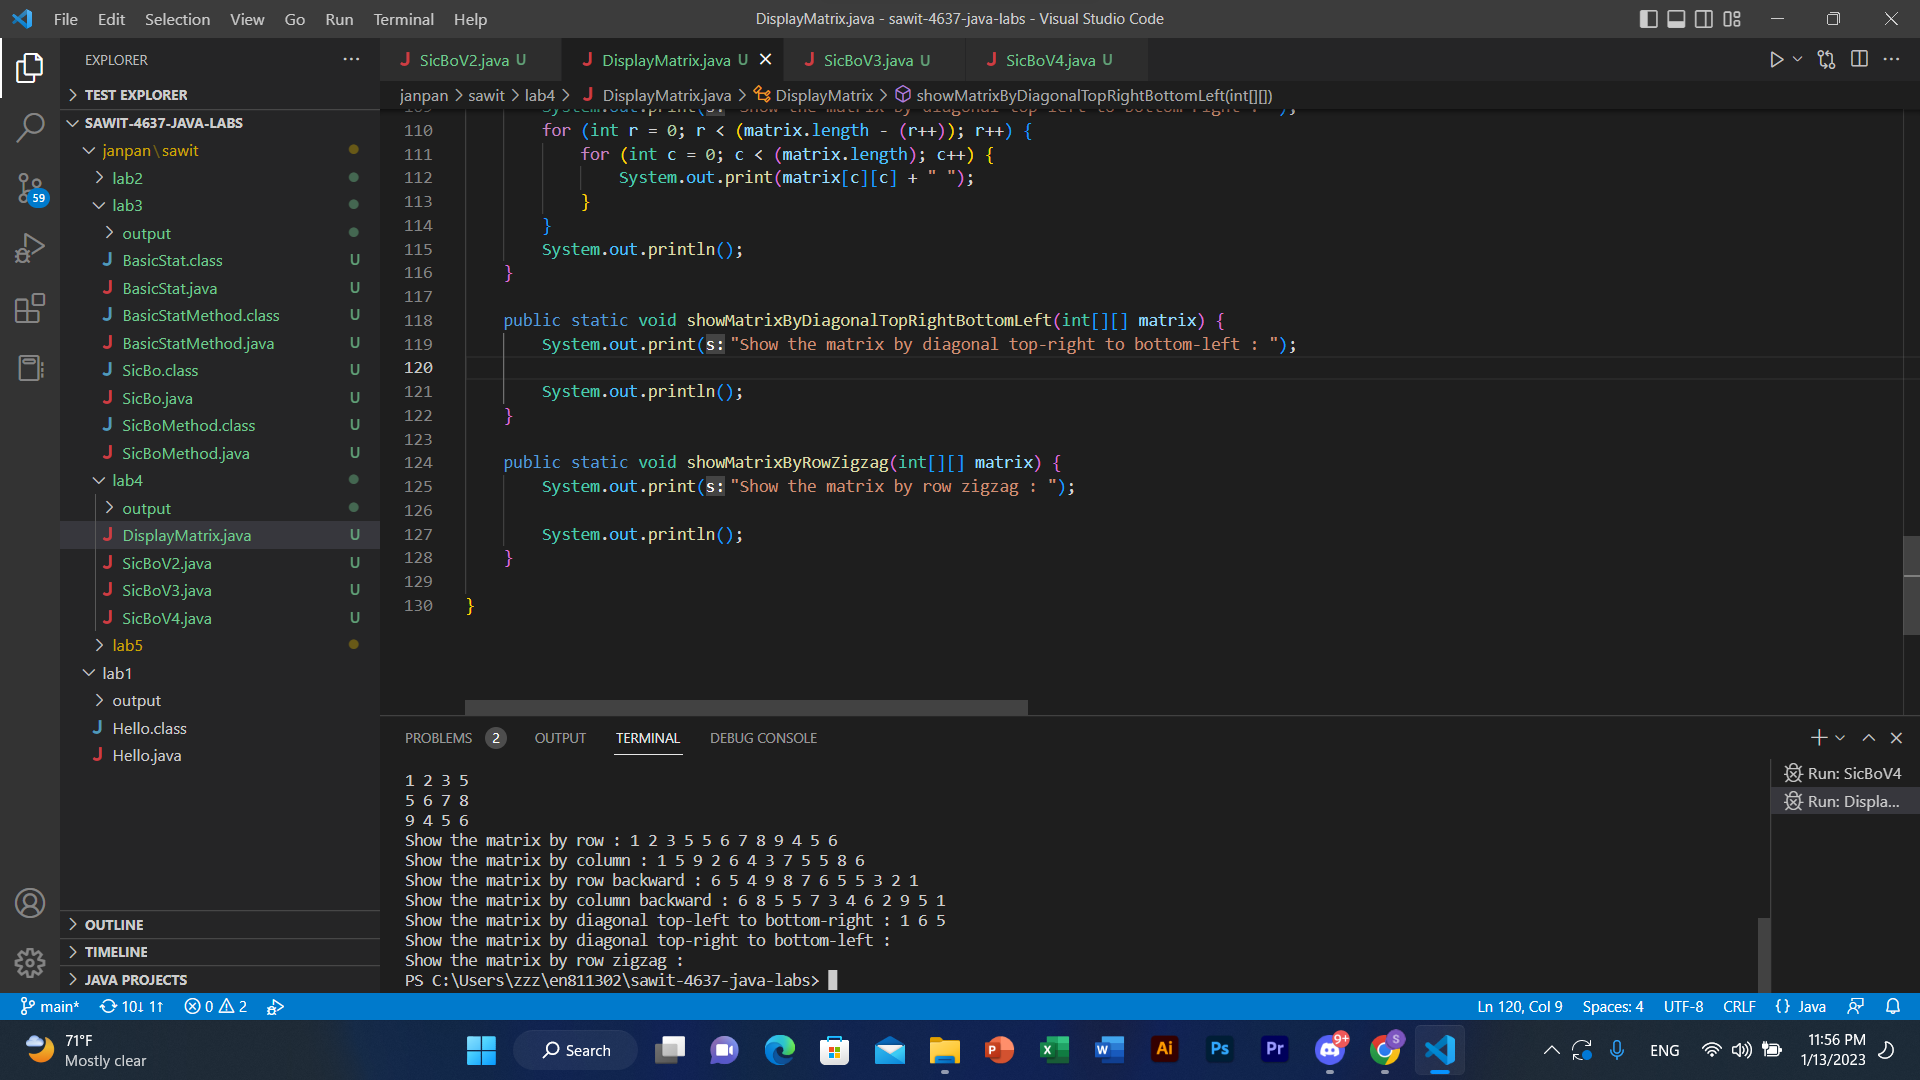 File Edit Selection View Go Run Terminal Help
DisplayMatrix.java - sawit-4637-java-labs - Visual Studio Code
EXPLORER
SicBoV2.java U
DisplayMatrix.java U
SicBoV3.java U
SicBoV4.java U
TEST EXPLORER
SAWIT-4637-JAVA-LABS
janpan\sawit
lab2
lab3
output
BasicStat.class U
BasicStat.java U
BasicStatMethod.class U
BasicStatMethod.java U
SicBo.class U
SicBo.java U
SicBoMethod.class U
SicBoMethod.java U
lab4
output
DisplayMatrix.java U
SicBoV2.java U
SicBoV3.java U
SicBoV4.java U
lab5
lab1
output
Hello.class
Hello.java
OUTLINE
TIMELINE
JAVA PROJECTS
59
janpan > sawit > lab4 > DisplayMatrix.java > DisplayMatrix > showMatrixByDiagonalTopRightBottomLeft(int[][])
110 for (int r = 0; r < (matrix.length - (r++)); r++) {
111 for (int c = 0; c < (matrix.length); c++) {
112 System.out.print(matrix[c][c] + " ");
113 }
114 }
115 System.out.println();
116 }
117
118 public static void showMatrixByDiagonalTopRightBottomLeft(int[][] matrix) {
119 System.out.print(s:"Show the matrix by diagonal top-right to bottom-left : ");
120
121 System.out.println();
122 }
123
124 public static void showMatrixByRowZigzag(int[][] matrix) {
125 System.out.print(s:"Show the matrix by row zigzag : ");
126
127 System.out.println();
128 }
129
130 }
PROBLEMS 2 OUTPUT TERMINAL DEBUG CONSOLE
1 2 3 5
5 6 7 8
9 4 5 6
Show the matrix by row : 1 2 3 5 5 6 7 8 9 4 5 6
Show the matrix by column : 1 5 9 2 6 4 3 7 5 5 8 6
Show the matrix by row backward : 6 5 4 9 8 7 6 5 5 3 2 1
Show the matrix by column backward : 6 8 5 5 7 3 4 6 2 9 5 1
Show the matrix by diagonal top-left to bottom-right : 1 6 5
Show the matrix by diagonal top-right to bottom-left :
Show the matrix by row zigzag :
PS C:\Users\zzz\en811302\sawit-4637-java-labs>
Run: SicBoV4
Run: Displa...
main* 10↓ 1↑ 0 2
Ln 120, Col 9 Spaces: 4 UTF-8 CRLF {} Java
71°F
Mostly clear
Search
Ai Ps Pr
9+
S
ENG
11:56 PM
1/13/2023